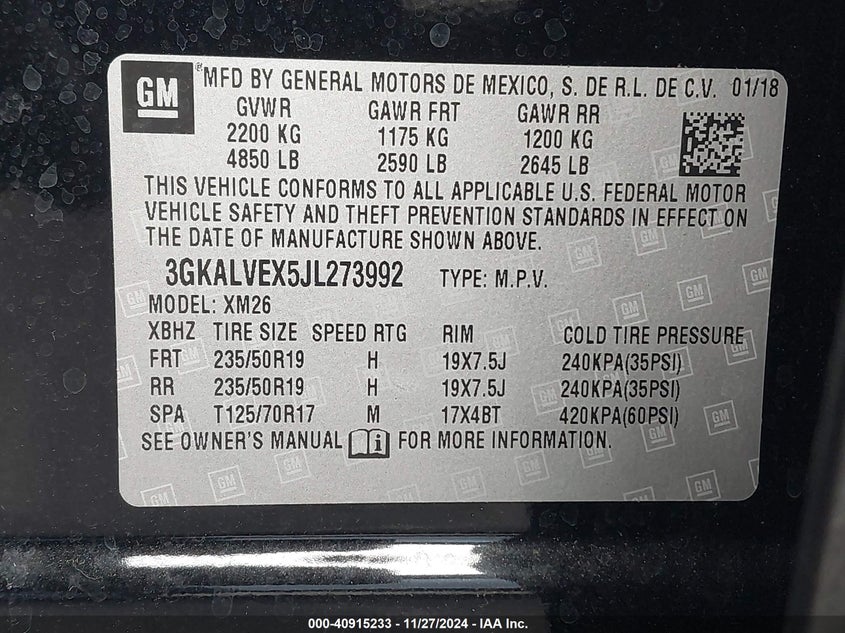 GM ®MFD BY GENERAL MOTORS DE MEXICO, S. DE R.L. DE C.V. 01/18
GVWR GAWR FRT GAWR RR
2200 KG 1175 KG 1200 KG
4850 LB 2590 LB 2645 LB
THIS VEHICLE CONFORMS TO ALL APPLICABLE U.S. FEDERAL MOTOR
VEHICLE SAFETY AND THEFT PREVENTION STANDARDS IN EFFECT ON
THE DATE OF MANUFACTURE SHOWN ABOVE.
3GKALVEX5JL273992 TYPE: M.P.V.
MODEL: XM26
XBHZ TIRE SIZE SPEED RTG RIM COLD TIRE PRESSURE
FRT 235/50R19 H 19X7.5J 240KPA(35PSI)
RR 235/50R19 H 19X7.5J 240KPA(35PSI)
SPA T125/70R17 M 17X4BT 420KPA(60PSI)
SEE OWNER'S MANUAL FOR MORE INFORMATION.
000-40915233 - 11/27/2024 - IAA Inc.